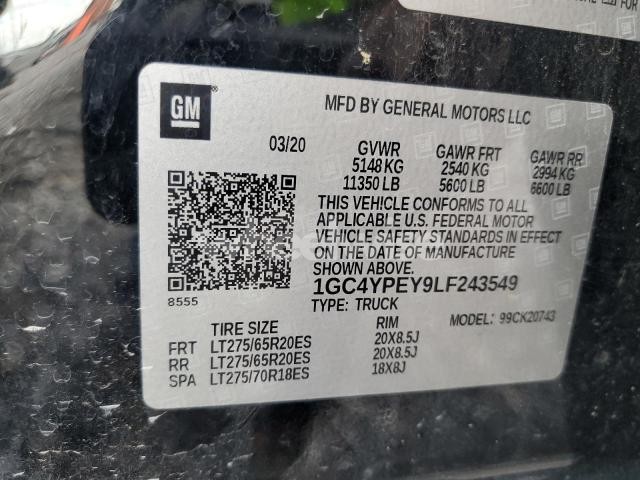 GM
MFD BY GENERAL MOTORS LLC
03/20 GVWR GAWR FRT GAWR RR
5148 KG 2540 KG 2994 KG
11350 LB 5600 LB 6600 LB
THIS VEHICLE CONFORMS TO ALL
APPLICABLE U.S. FEDERAL MOTOR
VEHICLE SAFETY STANDARDS IN EFFECT
ON THE DATE OF MANUFACTURE
SHOWN ABOVE.
1GC4YPEY9LF243549
8555
TYPE: TRUCK
MODEL: 99CK20743
TIRE SIZE RIM
FRT LT275/65R20ES 20X8.5J
RR LT275/65R20ES 20X8.5J
SPA LT275/70R18ES 18X8J